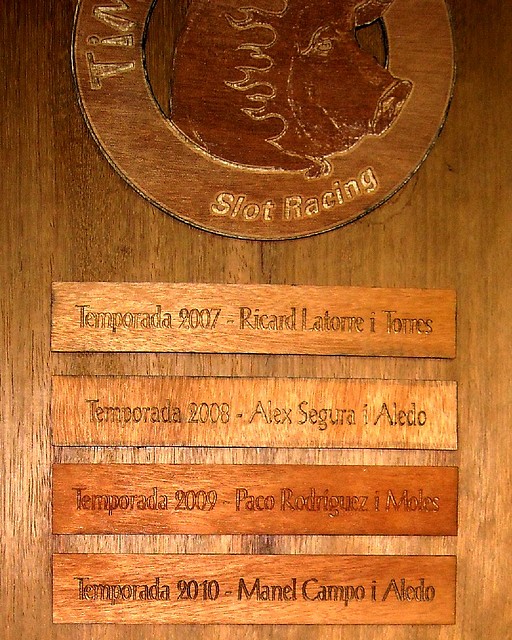 Slot Racing
Temporada 2007 - Ricard Latorre i Torres
Temporada 2008 - Alex Segura i Aledo
Temporada 2009 - Paco Rodriguez i Moles
Temporada 2010 - Manel Campo i Aledo